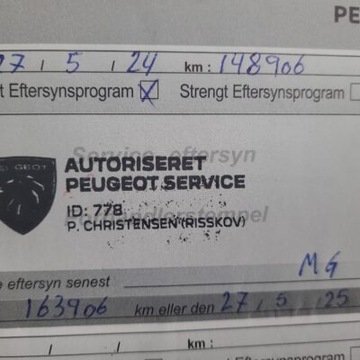 PE
27 / 5 / 24 km: 148906
t Eftersynsprogram Strengt Eftersynsprogram
Service eftersyn
AUTORISERET
PEUGEOT SERVICE
ID: 778
P. CHRISTENSEN (RISSKOV)
MG
e eftersyn senest
163906 km eller den 27 / 5 / 25
/ / km: